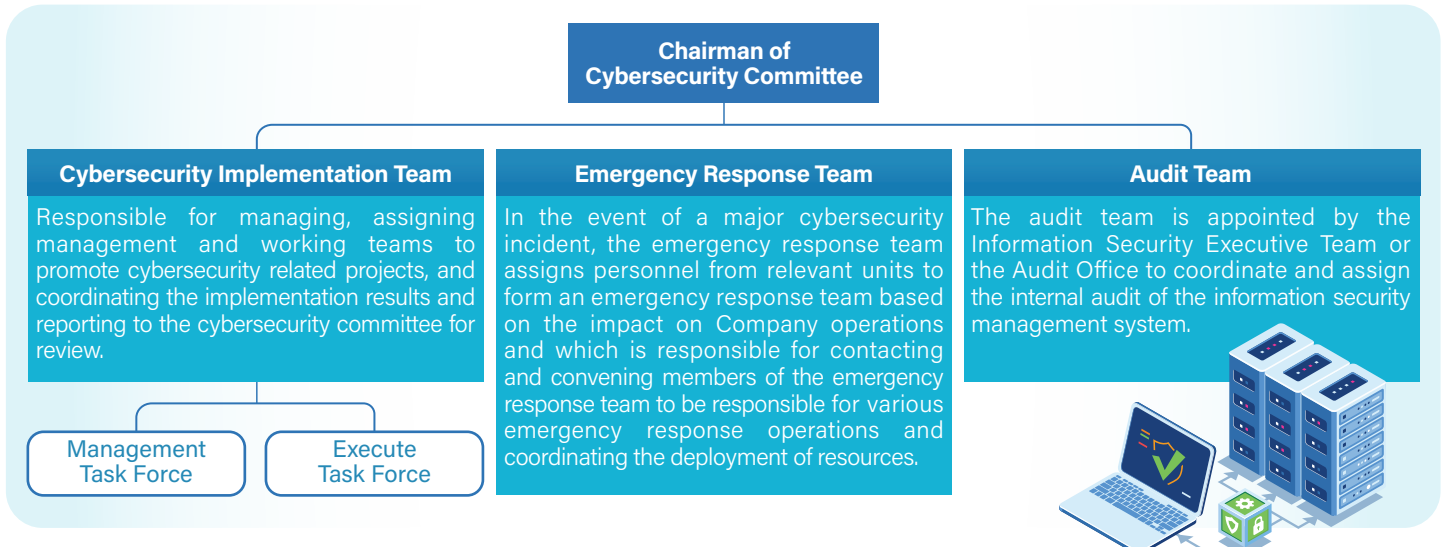 Chairman of
Cybersecurity Committee
Cybersecurity Implementation Team
Responsible for managing, assigning
management and working teams to
promote cybersecurity related projects, and
coordinating the implementation results and
reporting to the cybersecurity committee for
review.
Management
Task Force
Execute
Task Force
Emergency Response Team
In the event of a major cybersecurity
incident, the emergency response team
assigns personnel from relevant units to
form an emergency response team based
on the impact on Company operations
and which is responsible for contacting
and convening members of the emergency
response team to be responsible for various
emergency response operations and
coordinating the deployment of resources.
Audit Team
The audit team is appointed by the
Information Security Executive Team or
the Audit Office to coordinate and assign
the internal audit of the information security
management system.